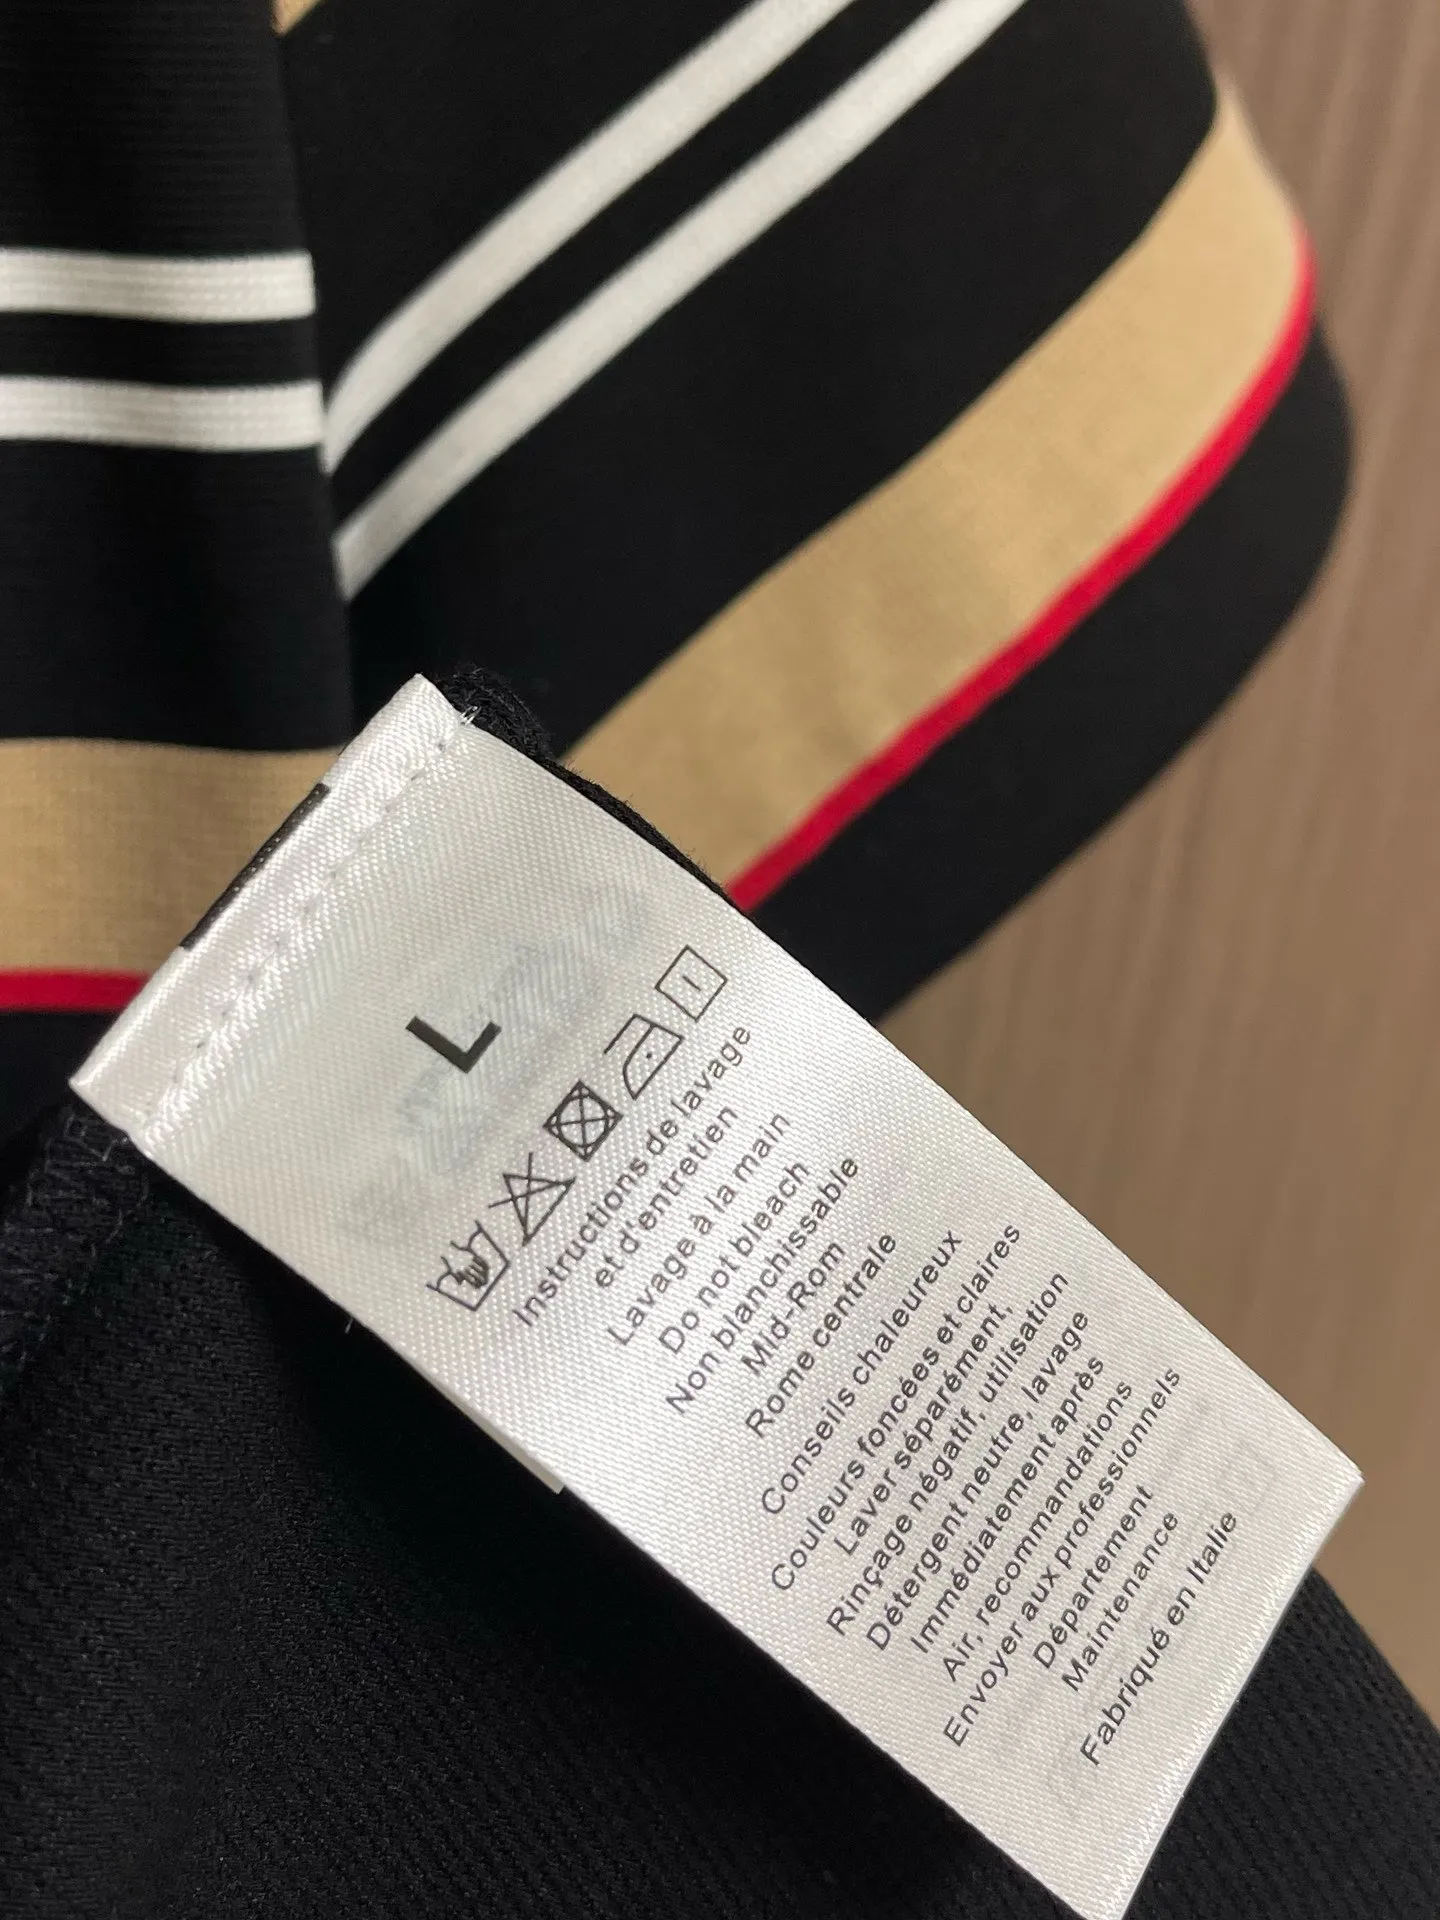 L
Instructions de lavage
et d'entretien
Lavage à la main
Do not bleach
Non blanchissable
MId-Rom
Rome centrale
Conseils chaleureux
Couleurs foncées et claires
Laver séparément,
Rinçage négatif, utilisation
Détergent neutre, lavage
Immédiatement après
Air, recommandations
Envoyer aux professionnels
Département
Maintenance
Fabriqué en Italie